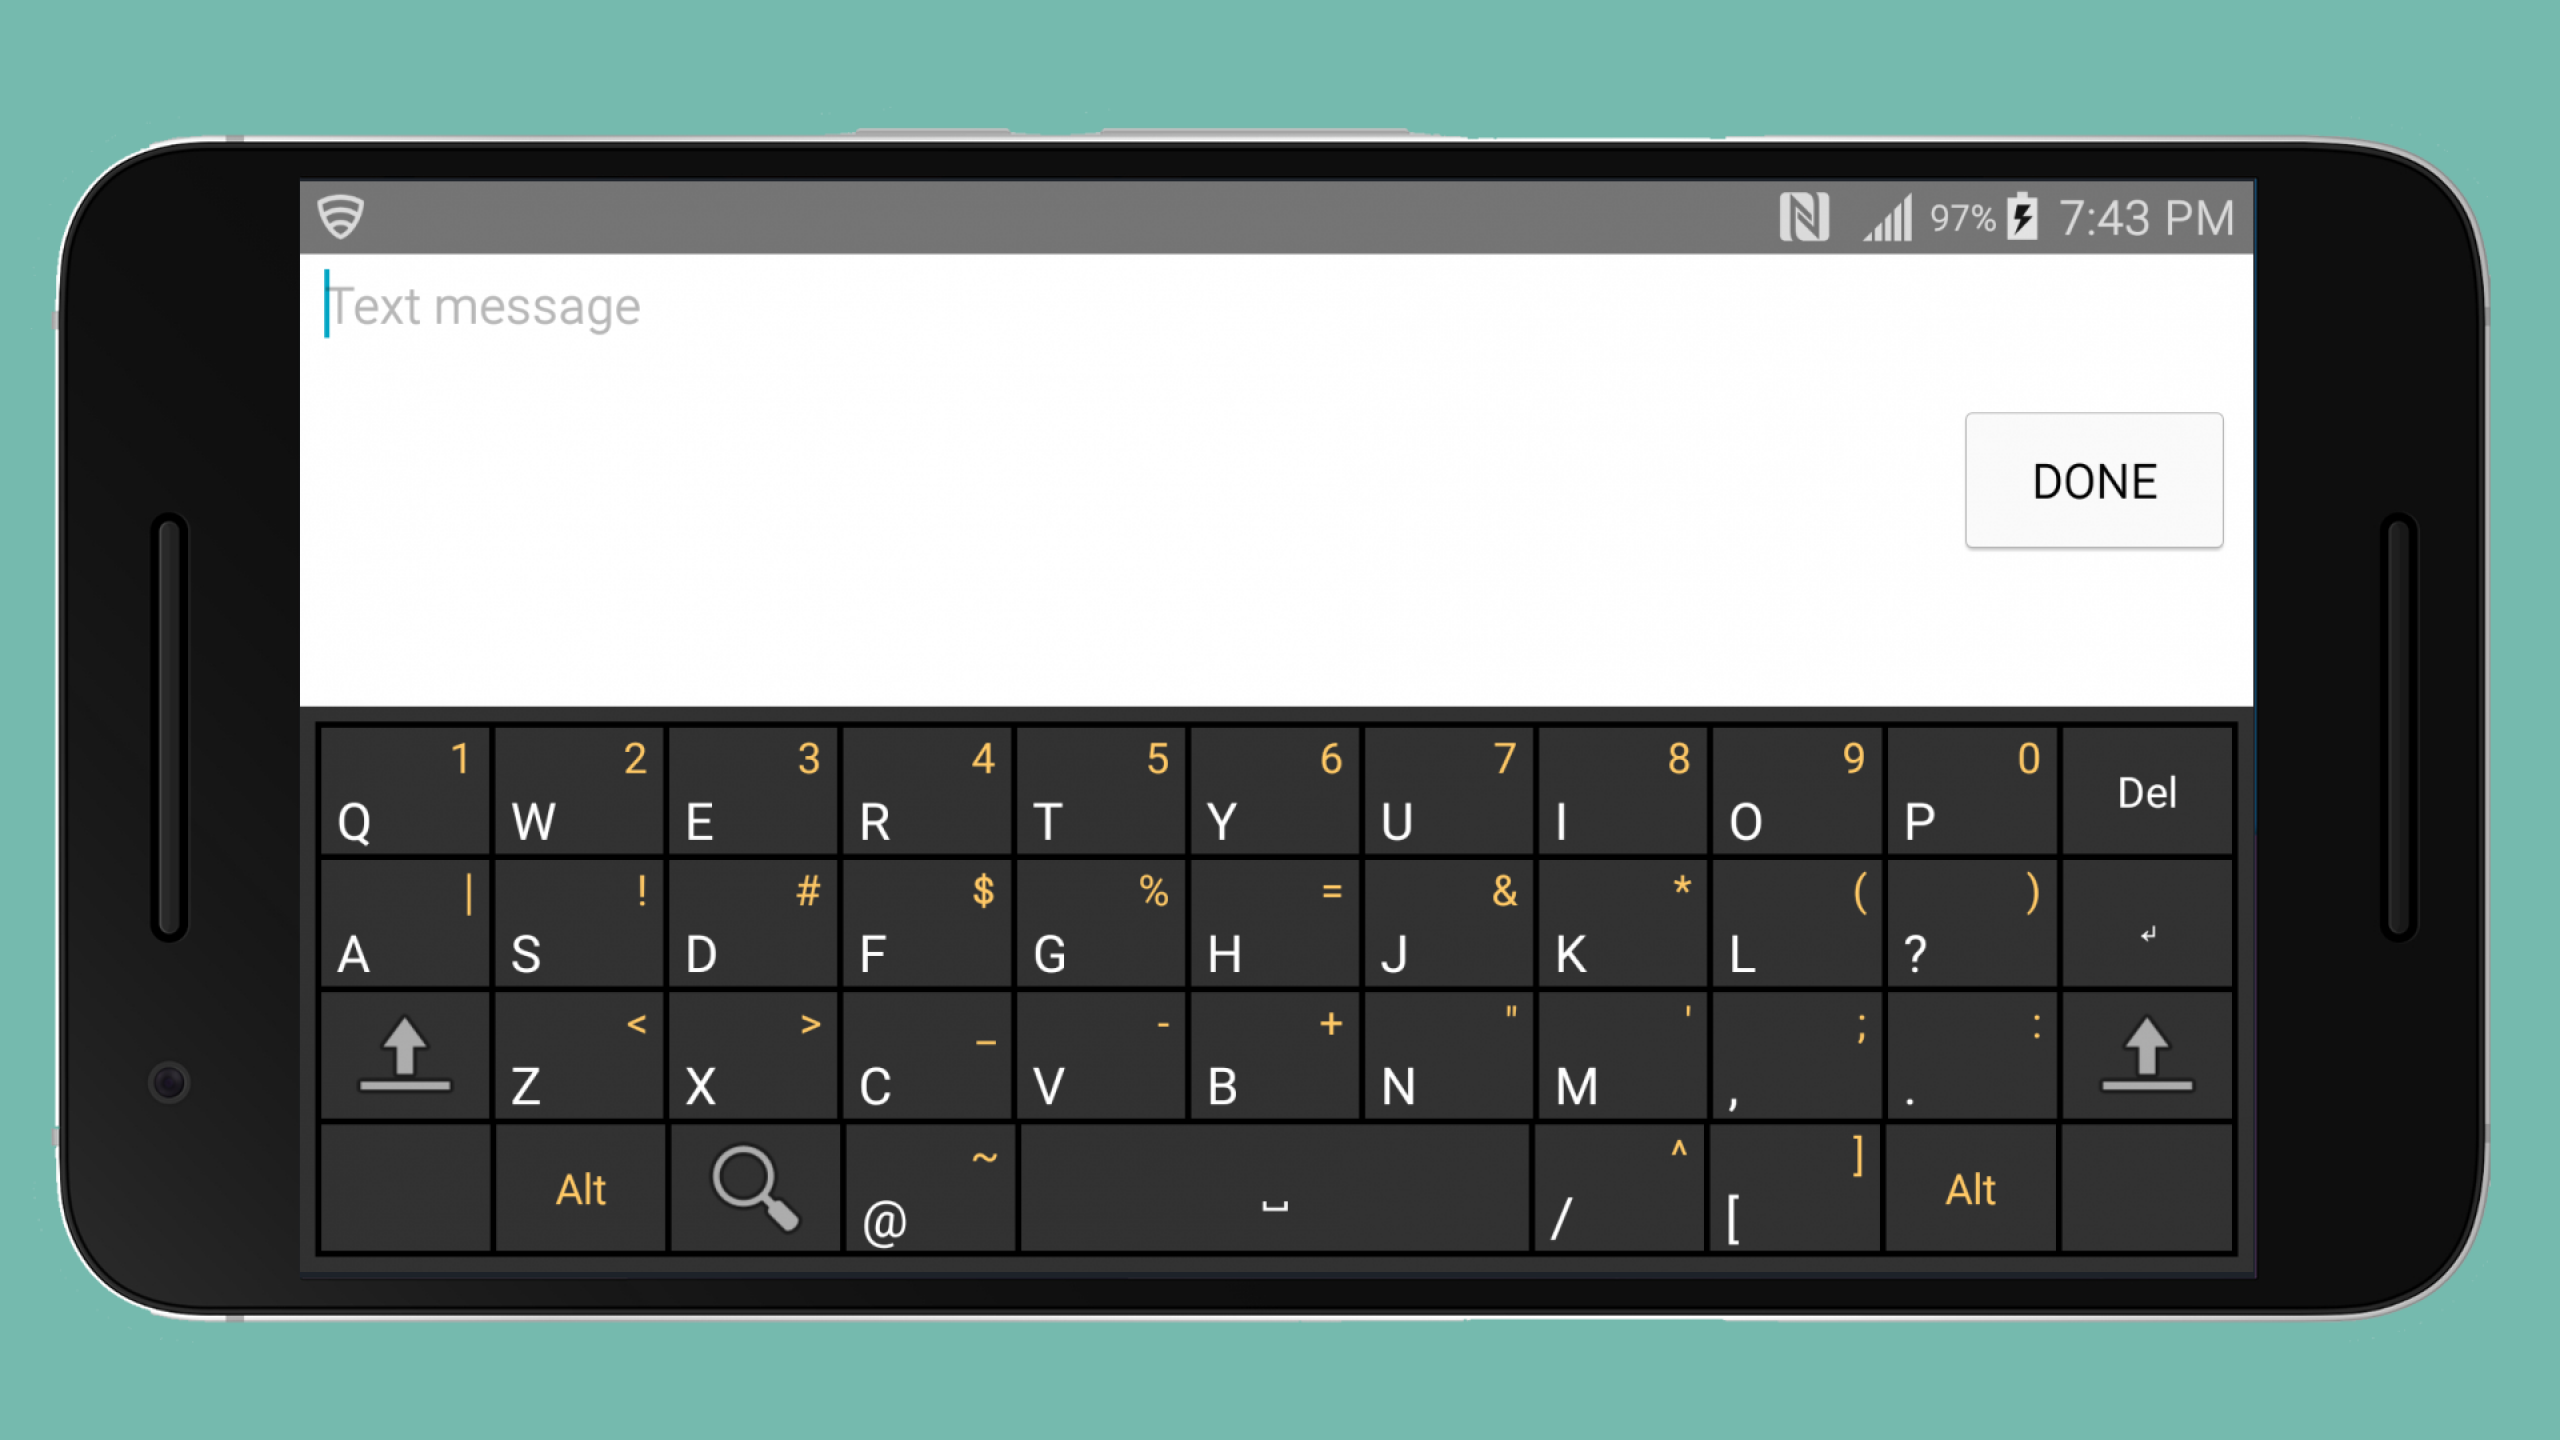 97% 7:43 PM
Text message
DONE
1 2 3 4 5 6 7 8 9 0
Q W E R T Y U I O P Del
| ! # $ % = & * ( )
A S D F G H J K L ? ↵
< > _ - + " ' ; :
Z X C V B N M , .
~ ^ ]
Alt @ ⎵ / [ Alt